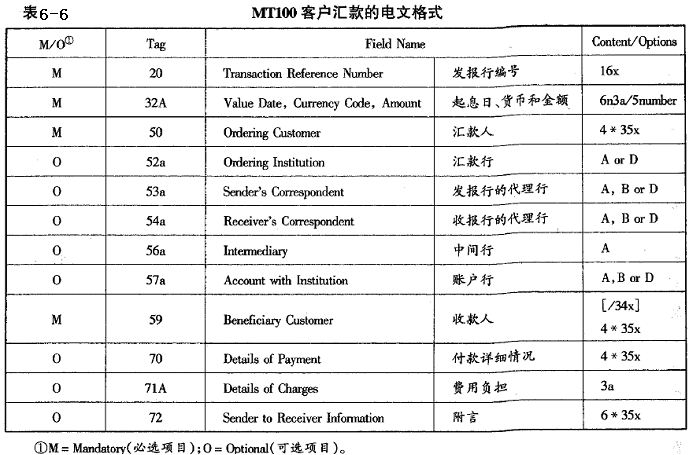 表6-6 MT100 客户汇款的电文格式
M/O① Tag Field Name Content/Options
M 20 Transaction Reference Number 发报行编号 16x
M 32A Value Date, Currency Code, Amount 起息日、货币和金额 6n3a/5number
M 50 Ordering Customer 汇款人 4*35x
O 52a Ordering Institution 汇款行 A or D
O 53a Sender's Correspondent 发报行的代理行 A, B or D
O 54a Receiver's Correspondent 收报行的代理行 A, B or D
O 56a Intermediary 中间行 A
O 57a Account with Institution 账户行 A, B or D
M 59 Beneficiary Customer 收款人 [/34x]
4*35x
O 70 Details of Payment 付款详细情况 4*35x
O 71A Details of Charges 费用负担 3a
O 72 Sender to Receiver Information 附言 6*35x
①M = Mandatory(必选项目);O = Optional(可选项目)。